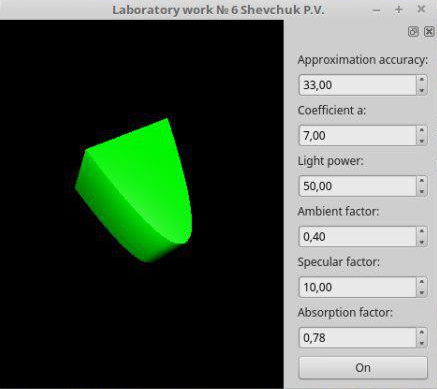 Laboratory work № 6 Shevchuk P.V.
Approximation accuracy:
33,00
Coefficient a:
7,00
Light power:
50,00
Ambient factor:
0,40
Specular factor:
10,00
Absorption factor:
0,78
On